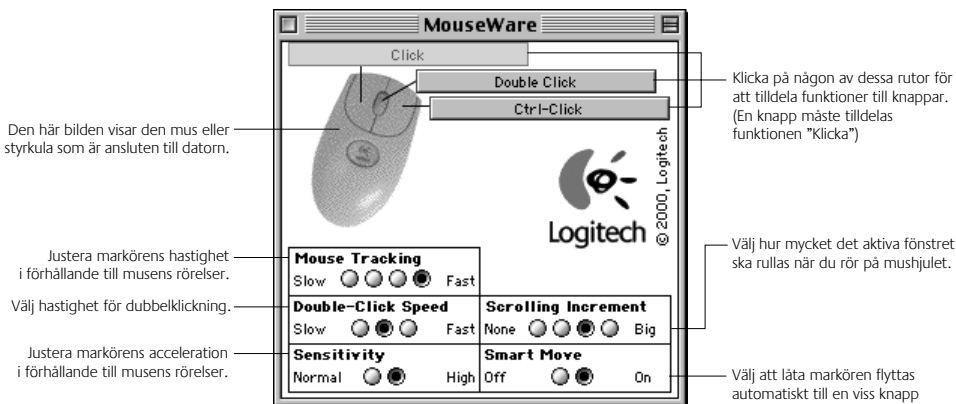 MouseWare
Click
Double Click
Ctrl-Click
Klicka på någon av dessa rutor för
att tilldela funktioner till knappar.
(En knapp måste tilldelas
funktionen ”Klicka”)
Den här bilden visar den mus eller
styrkula som är ansluten till datorn.
© 2000, Logitech
Logitech
Justera markörens hastighet
i förhållande till musens rörelser.
Mouse Tracking
Slow Fast
Välj hur mycket det aktiva fönstret
ska rullas när du rör på mushjulet.
Välj hastighet för dubbelklickning.
Double-Click Speed
Slow Fast
Scrolling Increment
None Big
Justera markörens acceleration
i förhållande till musens rörelser.
Sensitivity
Normal High
Smart Move
Off On
Välj att låta markören flyttas
automatiskt till en viss knapp